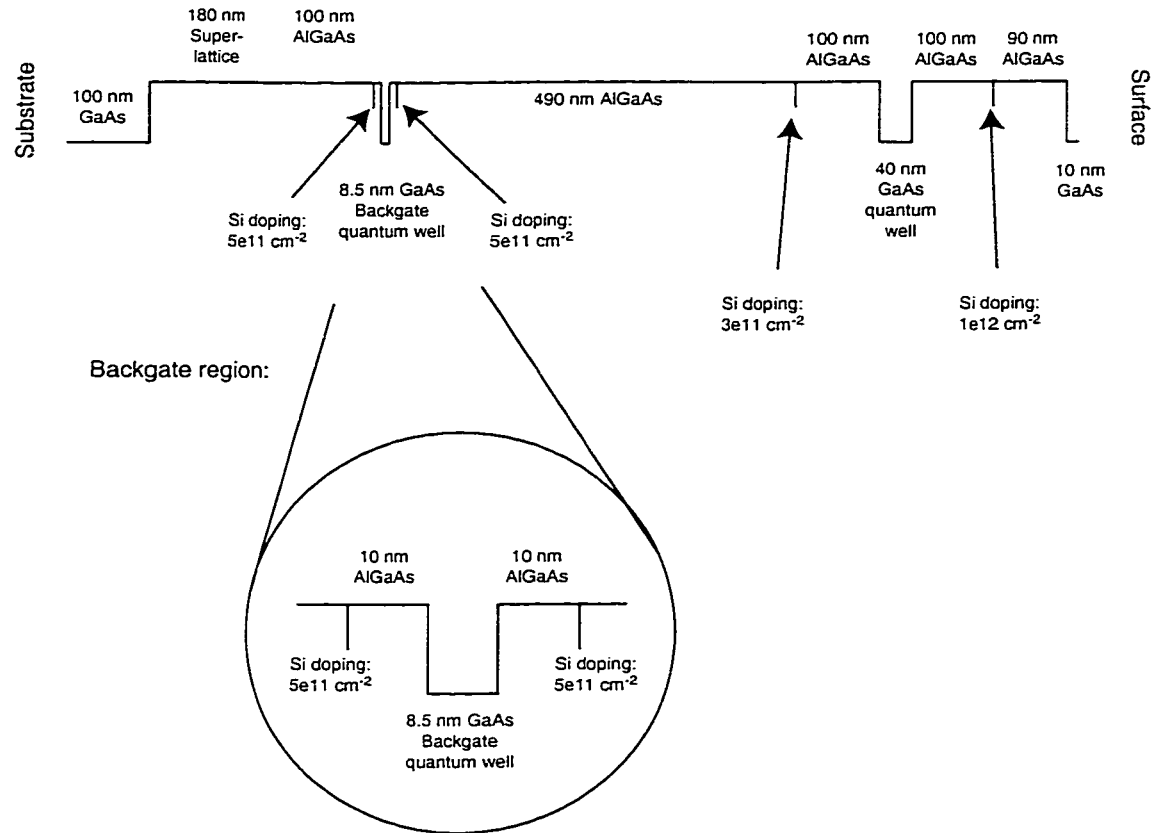 180 nm
Super-
lattice
100 nm
AlGaAs
100 nm
AlGaAs
100 nm
AlGaAs
90 nm
AlGaAs
Substrate
100 nm
GaAs
490 nm AlGaAs
Surface
Si doping:
5e11 cm⁻²
8.5 nm GaAs
Backgate
quantum well
Si doping:
5e11 cm⁻²
40 nm
GaAs
quantum
well
10 nm
GaAs
Si doping:
3e11 cm⁻²
Si doping:
1e12 cm⁻²
Backgate region:
10 nm
AlGaAs
10 nm
AlGaAs
Si doping:
5e11 cm⁻²
Si doping:
5e11 cm⁻²
8.5 nm GaAs
Backgate
quantum well